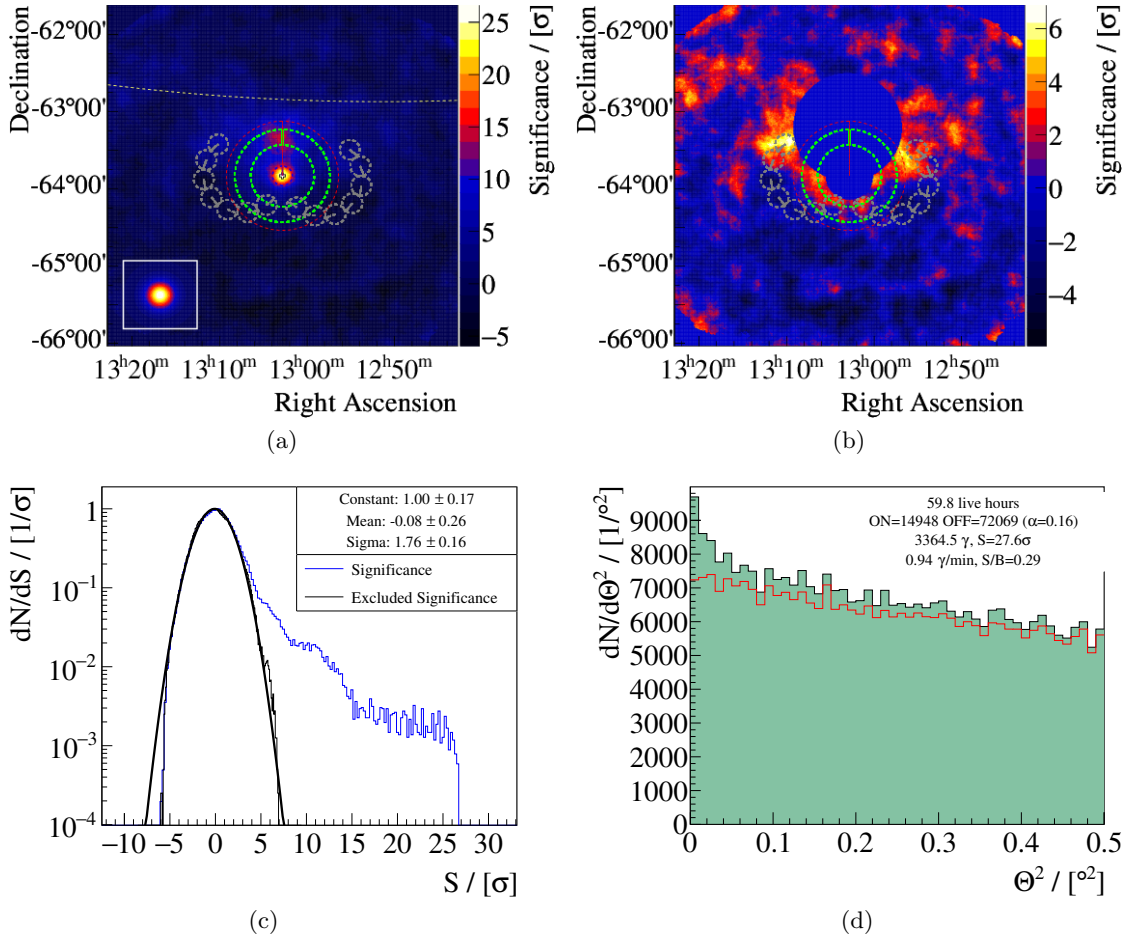 Declination
-62°00'
-63°00'
-64°00'
-65°00'
-66°00'
13ʰ20ᵐ 13ʰ10ᵐ 13ʰ00ᵐ 12ʰ50ᵐ
Right Ascension
25
20
15
10
5
0
−5
Significance / [σ]
(a)
Declination
-62°00'
-63°00'
-64°00'
-65°00'
-66°00'
13ʰ20ᵐ 13ʰ10ᵐ 13ʰ00ᵐ 12ʰ50ᵐ
Right Ascension
6
4
2
0
−2
−4
Significance / [σ]
(b)
dN/dS / [1/σ]
1
10⁻¹
10⁻²
10⁻³
10⁻⁴
Constant: 1.00 ± 0.17
Mean: -0.08 ± 0.26
Sigma: 1.76 ± 0.16
Significance
Excluded Significance
−10 −5 0 5 10 15 20 25 30
S / [σ]
(c)
dN/dΘ² / [1/°²]
9000
8000
7000
6000
5000
4000
3000
2000
1000
0
59.8 live hours
ON=14948 OFF=72069 (α=0.16)
3364.5 γ, S=27.6σ
0.94 γ/min, S/B=0.29
0 0.1 0.2 0.3 0.4 0.5
Θ² / [°²]
(d)